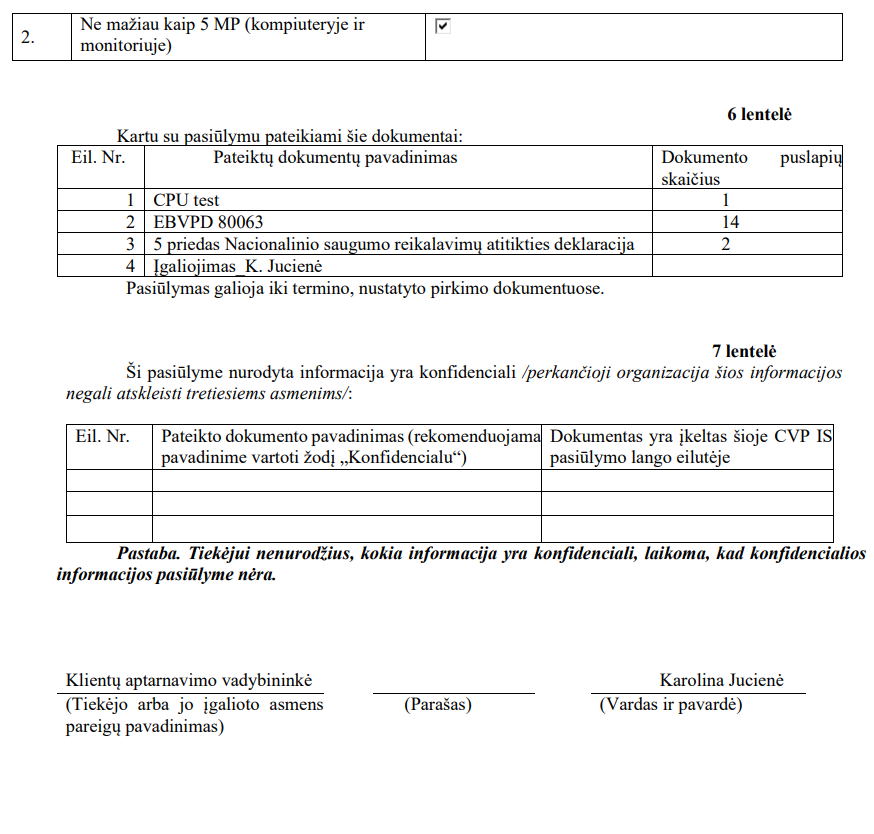 2. Ne mažiau kaip 5 MP (kompiuteryje ir
monitoriuje)
6 lentelė
Kartu su pasiūlymu pateikiami šie dokumentai:
Eil. Nr. Pateiktų dokumentų pavadinimas Dokumento puslapių
skaičius
1 CPU test 1
2 EBVPD 80063 14
3 5 priedas Nacionalinio saugumo reikalavimų atitikties deklaracija 2
4 Įgaliojimas_K. Jucienė
Pasiūlymas galioja iki termino, nustatyto pirkimo dokumentuose.
7 lentelė
Ši pasiūlyme nurodyta informacija yra konfidenciali /perkančioji organizacija šios informacijos
negali atskleisti tretiesiems asmenims/:
Eil. Nr. Pateikto dokumento pavadinimas (rekomenduojama Dokumentas yra įkeltas šioje CVP IS
pavadinime vartoti žodį „Konfidencialu“) pasiūlymo lango eilutėje
Pastaba. Tiekėjui nenurodžius, kokia informacija yra konfidenciali, laikoma, kad konfidencialios
informacijos pasiūlyme nėra.
Klientų aptarnavimo vadybininkė Karolina Jucienė
(Tiekėjo arba jo įgalioto asmens (Parašas) (Vardas ir pavardė)
pareigų pavadinimas)